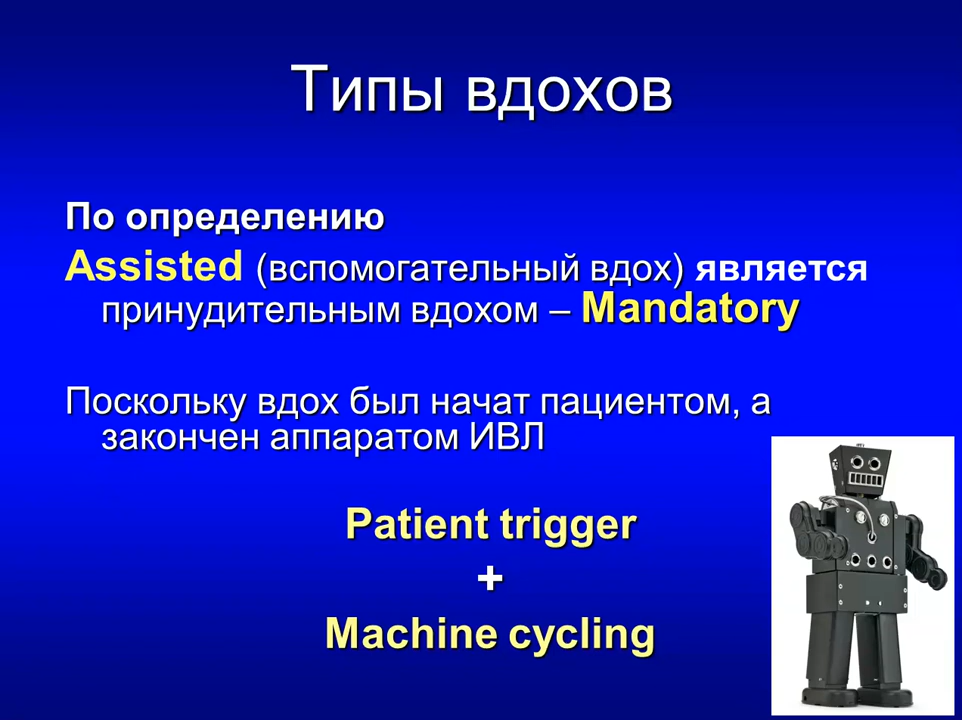 Типы вдохов
По определению
Assisted (вспомогательный вдох) является
принудительным вдохом – Mandatory
Поскольку вдох был начат пациентом, а
закончен аппаратом ИВЛ
Patient trigger
+
Machine cycling